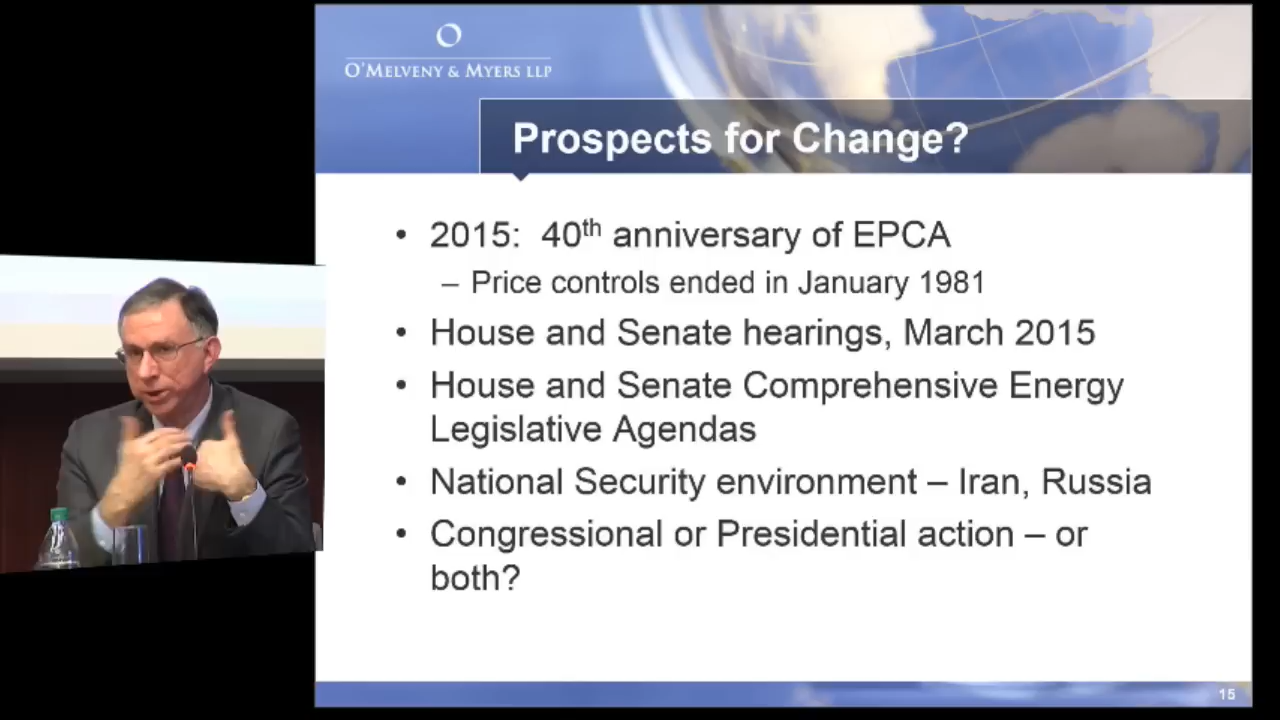 O'MELVENY & MYERS LLP
Prospects for Change?
• 2015: 40th anniversary of EPCA
– Price controls ended in January 1981
• House and Senate hearings, March 2015
• House and Senate Comprehensive Energy
Legislative Agendas
• National Security environment – Iran, Russia
• Congressional or Presidential action – or
both?
15